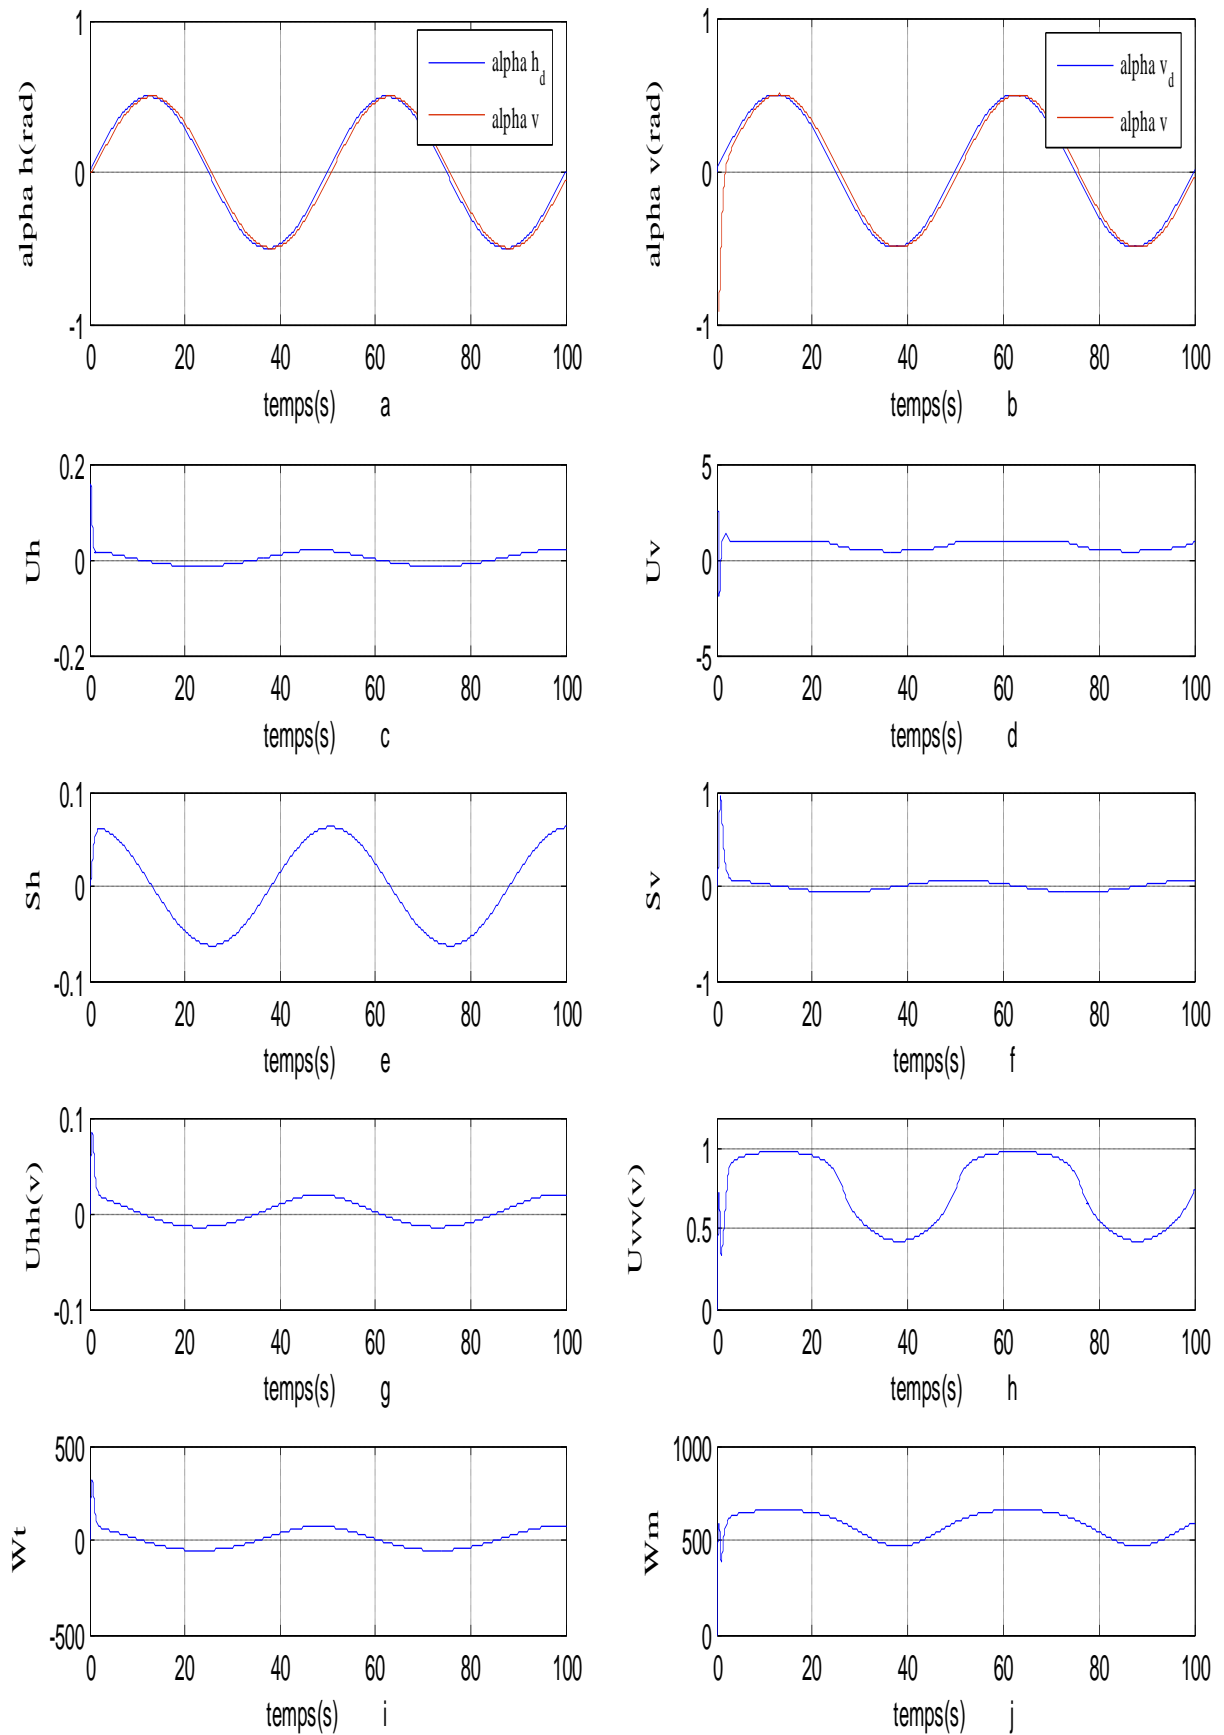 1
0
-1
alpha h(rad)
alpha h_d
alpha v
0 20 40 60 80 100
temps(s) a
1
0
-1
alpha v(rad)
alpha v_d
alpha v
0 20 40 60 80 100
temps(s) b
0.2
0
-0.2
Uh
0 20 40 60 80 100
temps(s) c
5
0
-5
Uv
0 20 40 60 80 100
temps(s) d
0.1
0
-0.1
Sh
0 20 40 60 80 100
temps(s) e
1
0
-1
Sv
0 20 40 60 80 100
temps(s) f
0.1
0
-0.1
Uhh(v)
0 20 40 60 80 100
temps(s) g
1
0.5
0
Uvv(v)
0 20 40 60 80 100
temps(s) h
500
0
-500
Wt
0 20 40 60 80 100
temps(s) i
1000
500
0
Wm
0 20 40 60 80 100
temps(s) j